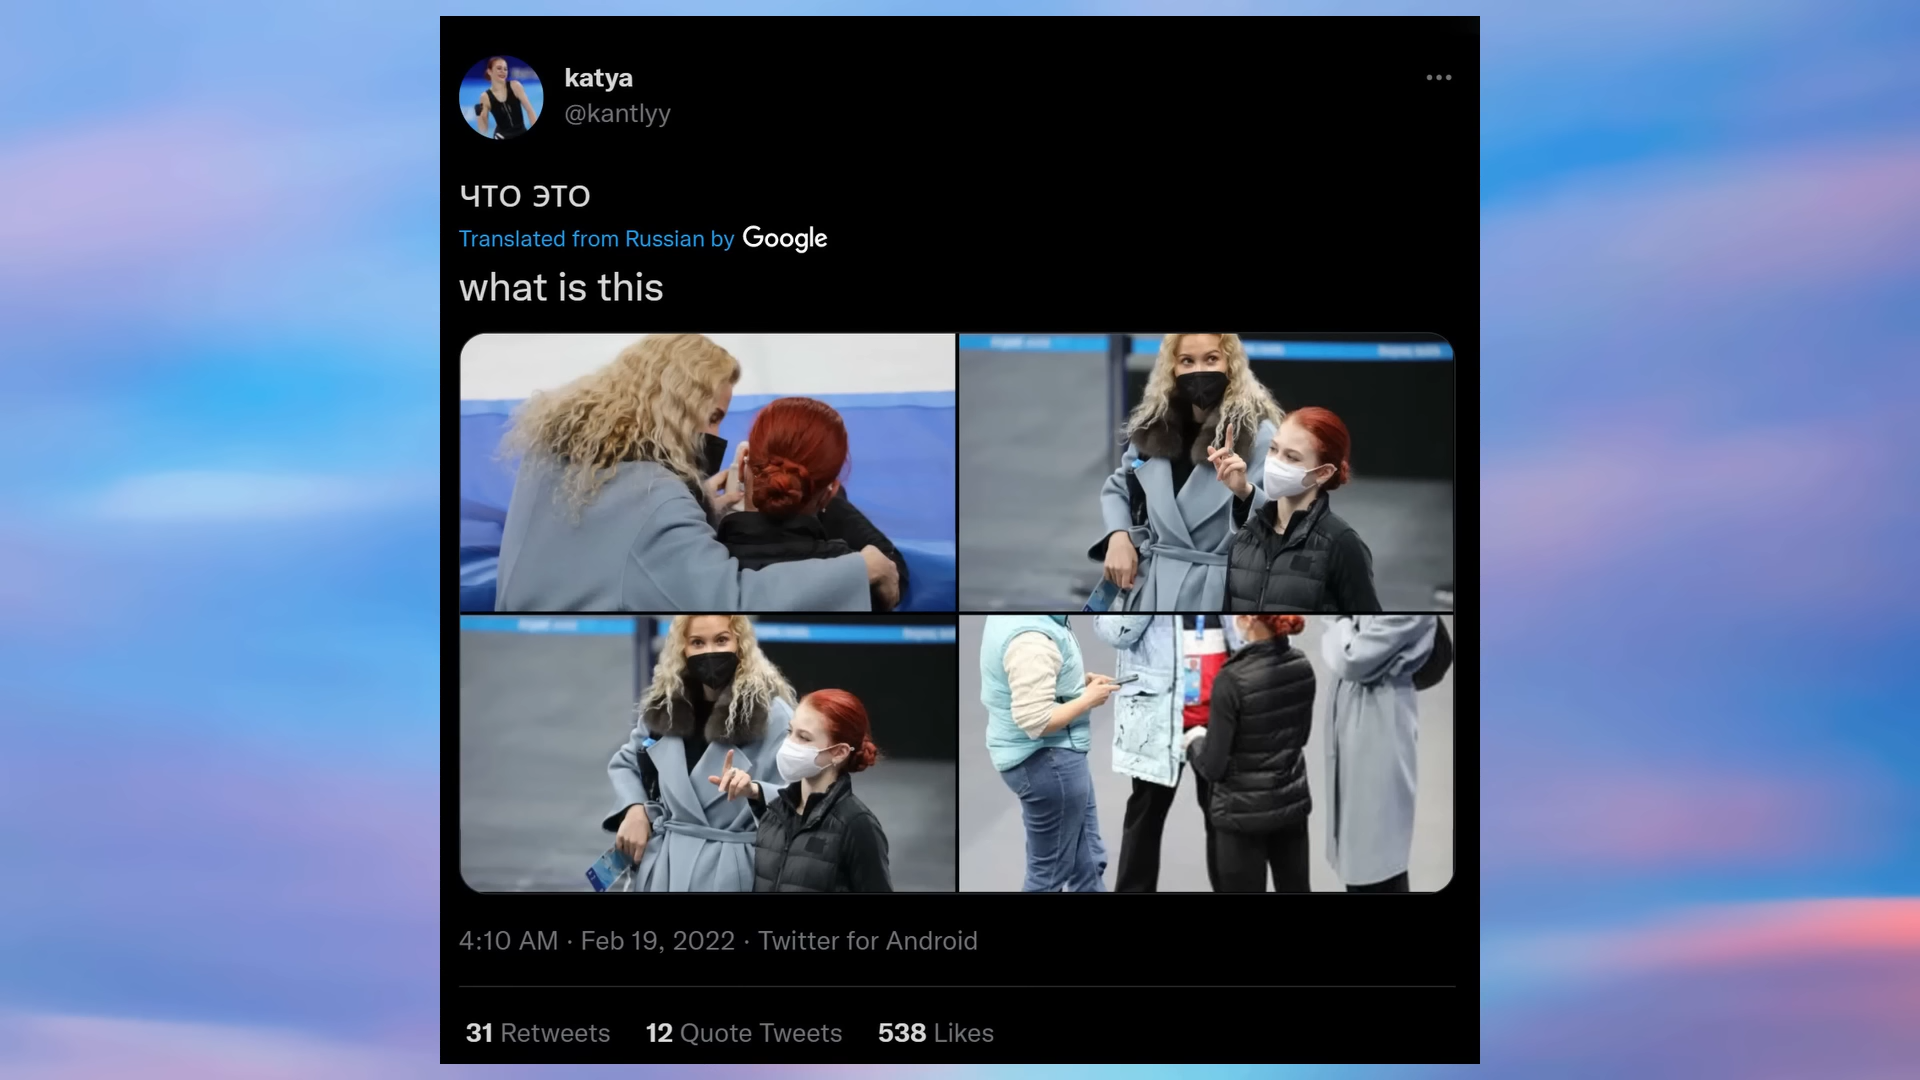 katya
@kantlyy
что это
Translated from Russian by Google
what is this
4:10 AM · Feb 19, 2022 · Twitter for Android
31 Retweets 12 Quote Tweets 538 Likes